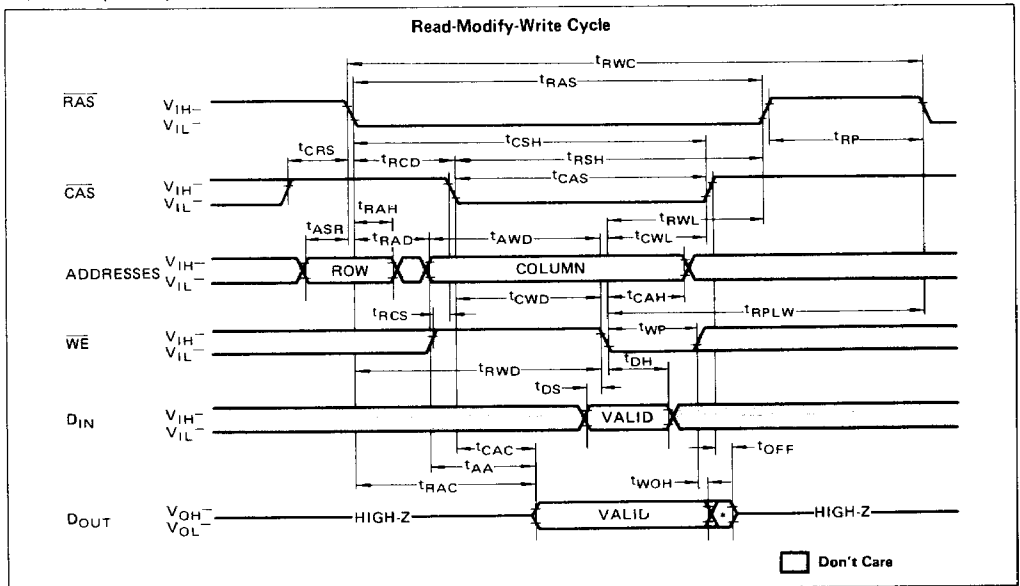 Read-Modify-Write Cycle
tRWC
tRAS
RAS
VIH–
VIL–
tRP
tCSH
tCRS
tRCD
tRSH
tCAS
CAS
VIH–
VIL–
tRAH
tRWL
tASR
tRAD
tAWD
tCWL
ADDRESSES
VIH–
VIL–
ROW
COLUMN
tCWD
tCAH
tRCS
tRPLW
tWP
WE
VIH–
VIL–
tRWD
tDH
tDS
DIN
VIH–
VIL–
VALID
tCAC
tOFF
tAA
tWOH
tRAC
DOUT
VOH–
VOL–
HIGH-Z
VALID
*
HIGH-Z
Don't Care